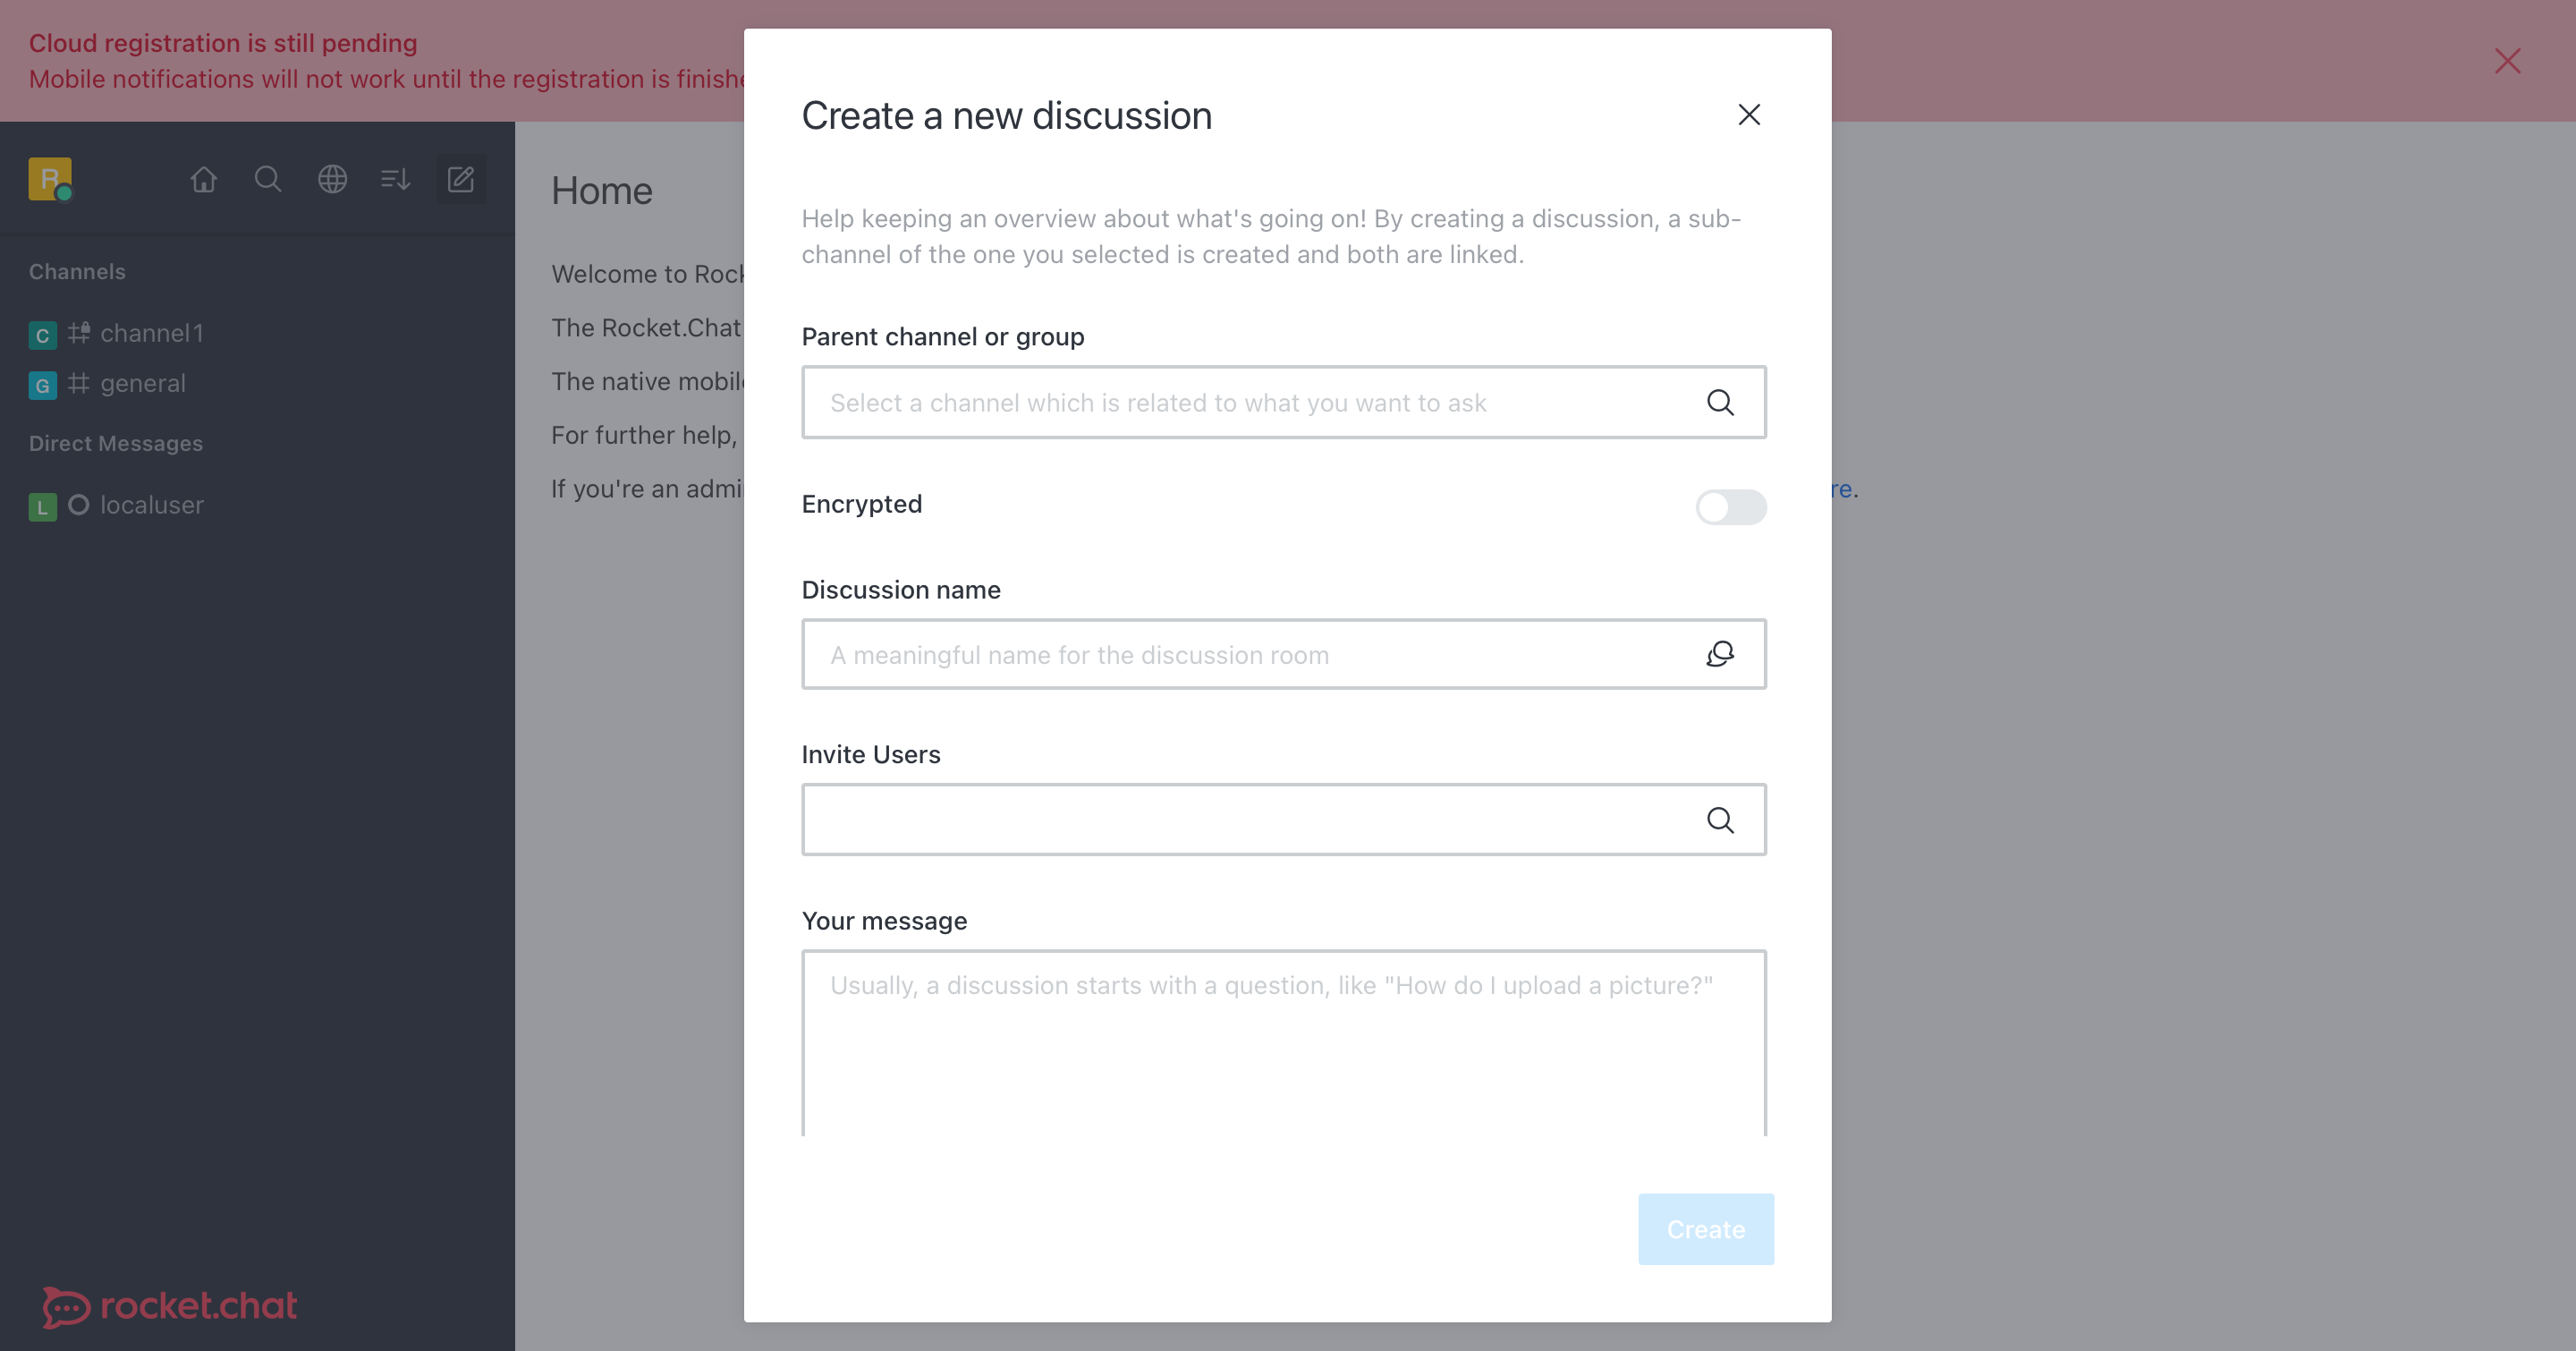 Cloud registration is still pending
Mobile notifications will not work until the registration is
R
Channels
C channel1
G general
Direct Messages
L localuser
rocket.chat
Home
Welcome to
The Rocket.Chat
The native
For further help,
If you're an
re.
Create a new discussion
Help keeping an overview about what's going on! By creating a discussion, a sub-
channel of the one you selected is created and both are linked.
Parent channel or group
Select a channel which is related to what you want to ask
Encrypted
Discussion name
A meaningful name for the discussion room
Invite Users
Your message
Usually, a discussion starts with a question, like "How do I upload a picture?"
Create